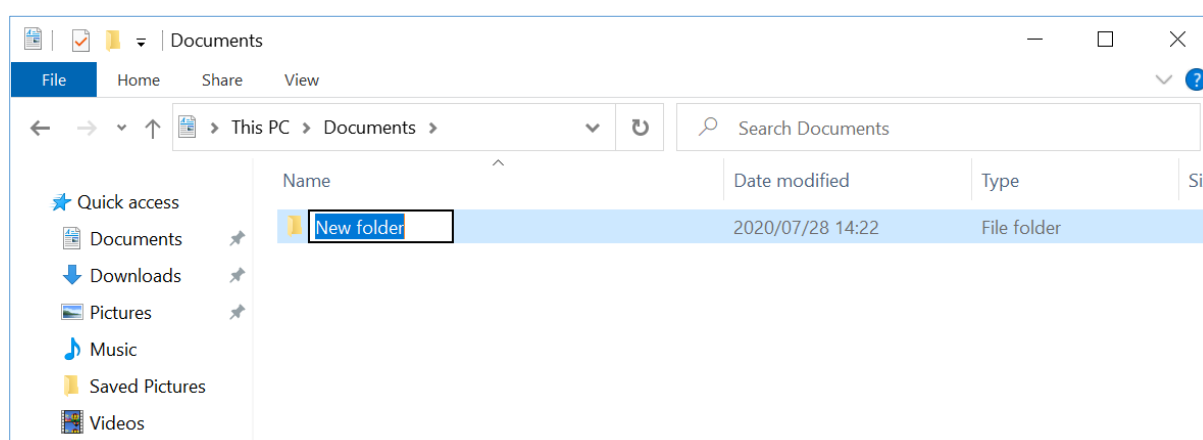 Documents
File Home Share View
This PC > Documents >
Search Documents
Name Date modified Type Si
Quick access
New folder 2020/07/28 14:22 File folder
Documents
Downloads
Pictures
Music
Saved Pictures
Videos